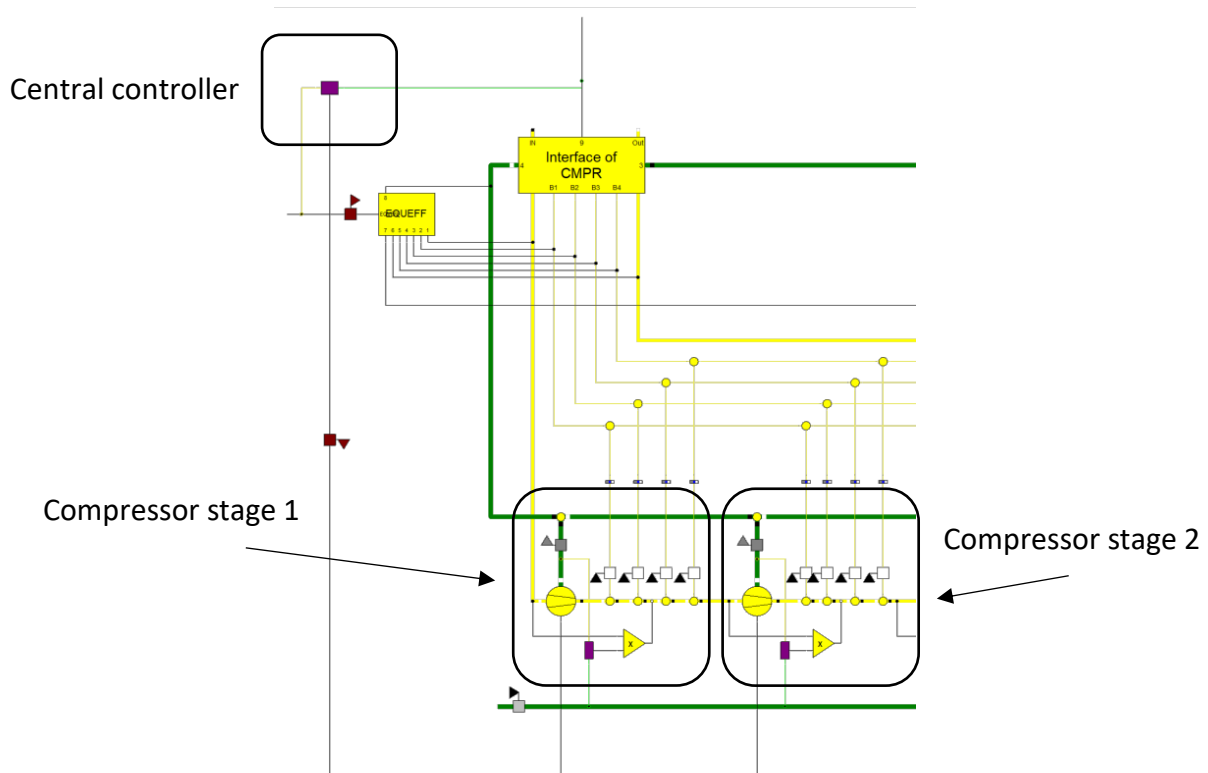 Central controller
IN 9 Out
4 Interface of 3
CMPR
B1 B2 B3 B4
8
EQUEFF
7 6 5 4 3 2 1
Compressor stage 1
Compressor stage 2
x
x